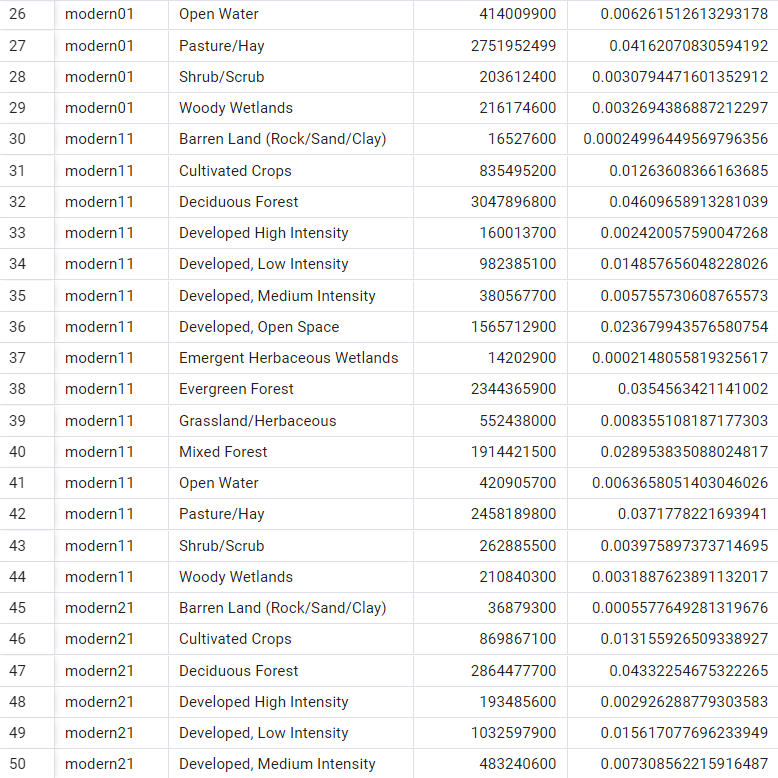 26 modern01 Open Water 414009900 0.006261512613293178
27 modern01 Pasture/Hay 2751952499 0.04162070830594192
28 modern01 Shrub/Scrub 203612400 0.0030794471601352912
29 modern01 Woody Wetlands 216174600 0.0032694386887212297
30 modern11 Barren Land (Rock/Sand/Clay) 16527600 0.00024996449569796356
31 modern11 Cultivated Crops 835495200 0.01263608366163685
32 modern11 Deciduous Forest 3047896800 0.04609658913281039
33 modern11 Developed High Intensity 160013700 0.002420057590047268
34 modern11 Developed, Low Intensity 982385100 0.014857656048228026
35 modern11 Developed, Medium Intensity 380567700 0.005755730608765573
36 modern11 Developed, Open Space 1565712900 0.023679943576580754
37 modern11 Emergent Herbaceous Wetlands 14202900 0.0002148055819325617
38 modern11 Evergreen Forest 2344365900 0.0354563421141002
39 modern11 Grassland/Herbaceous 552438000 0.008355108187177303
40 modern11 Mixed Forest 1914421500 0.028953835088024817
41 modern11 Open Water 420905700 0.0063658051403046026
42 modern11 Pasture/Hay 2458189800 0.0371778221693941
43 modern11 Shrub/Scrub 262885500 0.003975897373714695
44 modern11 Woody Wetlands 210840300 0.0031887623891132017
45 modern21 Barren Land (Rock/Sand/Clay) 36879300 0.0005577649281319676
46 modern21 Cultivated Crops 869867100 0.013155926509338927
47 modern21 Deciduous Forest 2864477700 0.04332254675322265
48 modern21 Developed High Intensity 193485600 0.002926288779303583
49 modern21 Developed, Low Intensity 1032597900 0.015617077696233949
50 modern21 Developed, Medium Intensity 483240600 0.007308562215916487